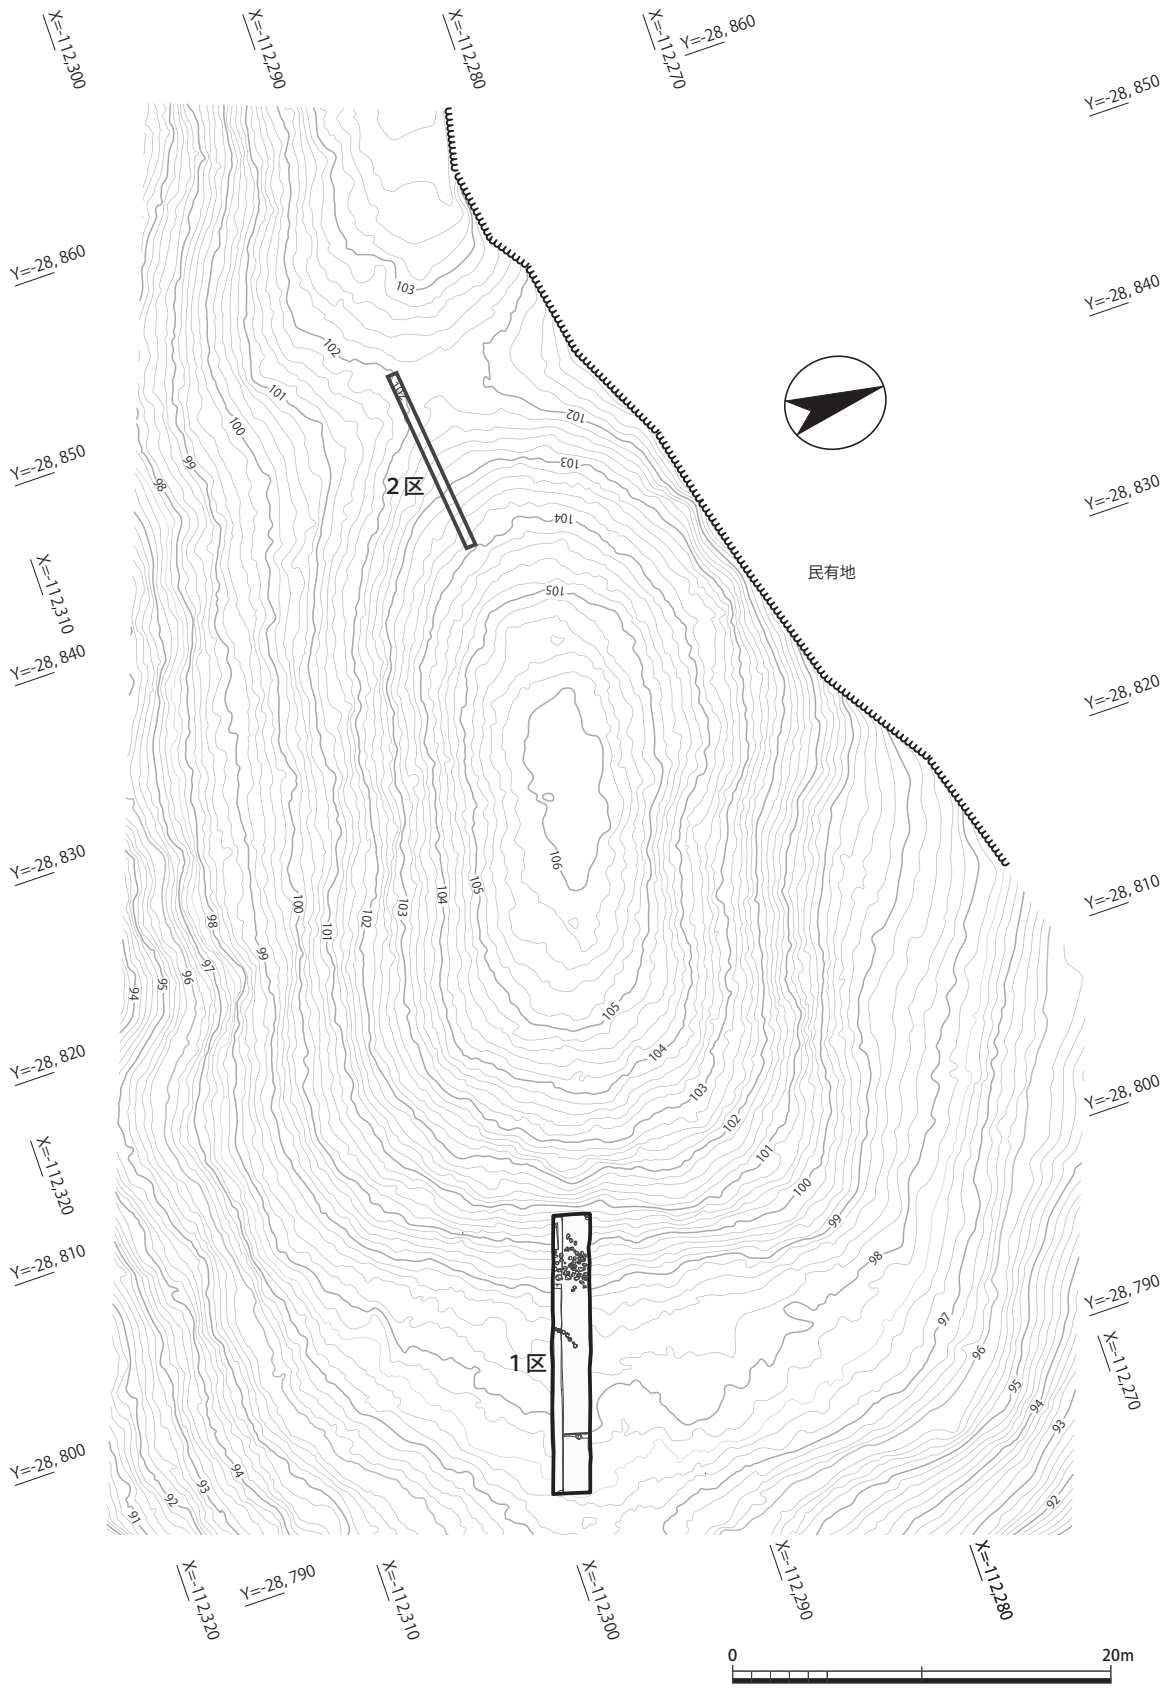 X=-112,300
X=-112,290
X=-112,280
X=-112,270
Y=-28, 860
Y=-28, 850
Y=-28, 860
103
Y=-28, 840
102
101
102
102
100
103
Y=-28, 850
99
98
2区
104
Y=-28, 830
民有地
105
X=-112,310
Y=-28, 840
Y=-28, 820
106
Y=-28, 830
105
104
103
102
101
100
Y=-28, 810
98
99
97
96
95
94
105
104
Y=-28, 820
103
Y=-28, 800
102
101
X=-112,320
100
99
98
Y=-28, 810
Y=-28, 790
97
96
1区
X=-112,270
95
94
93
Y=-28, 800
94
93
92
91
92
X=-112,320
Y=-28, 790
X=-112,310
X=-112,300
X=-112,290
X=-112,280
0
20m